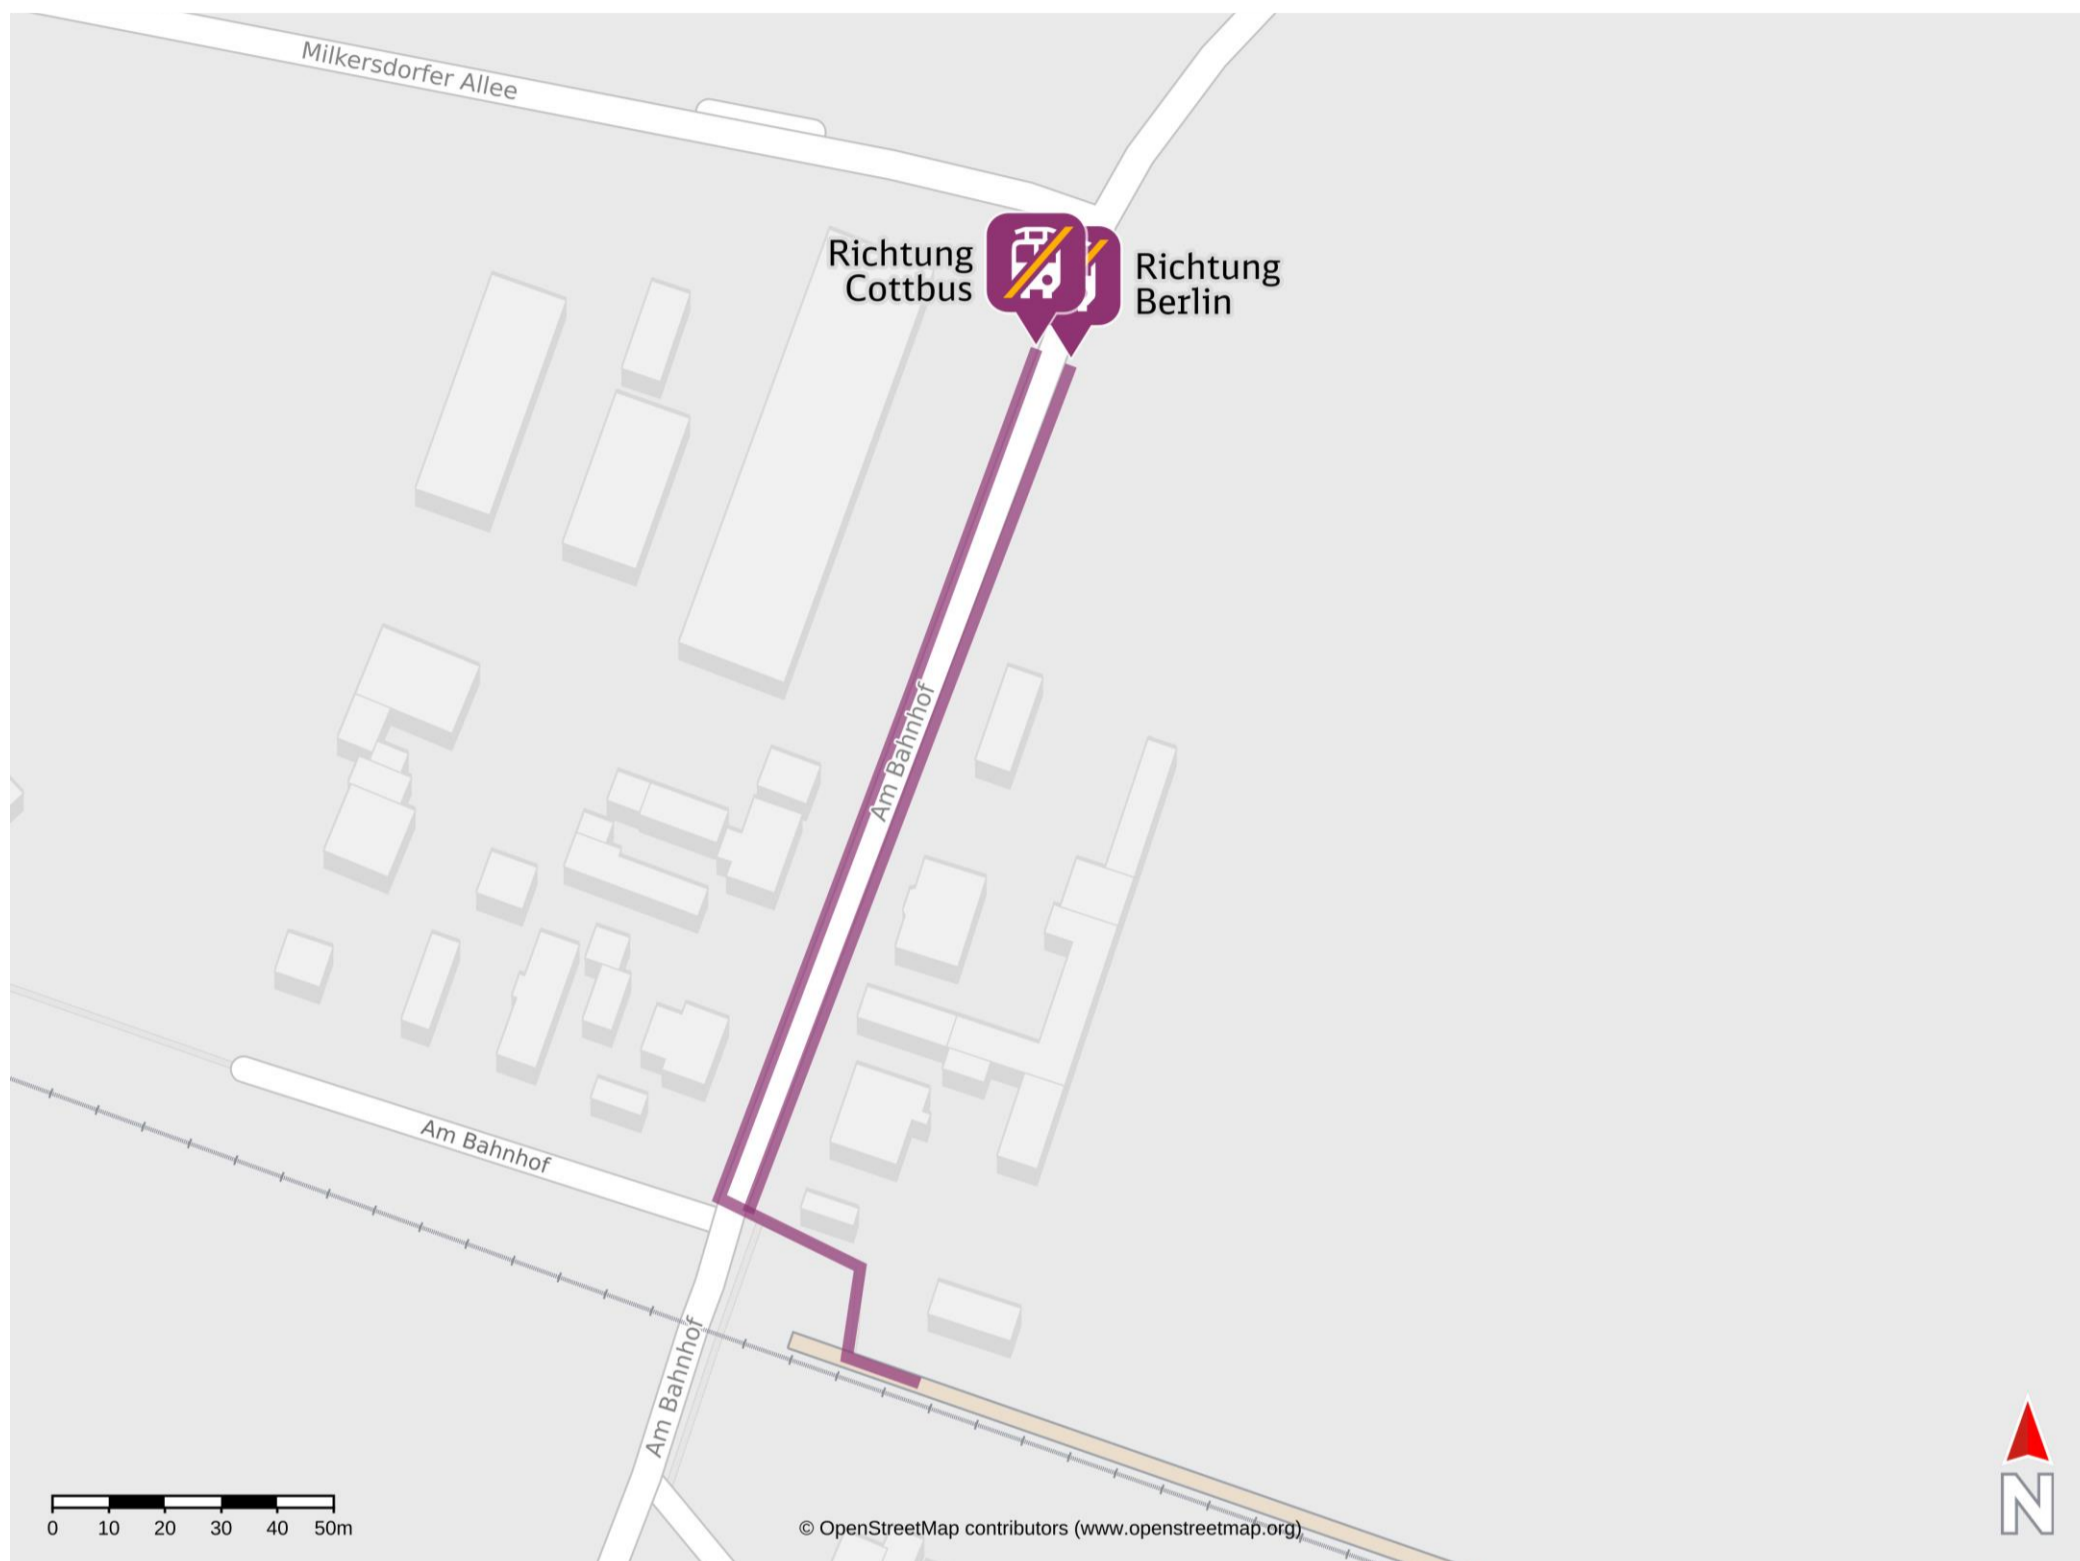 Milkersdorfer Allee
Richtung
Cottbus
Richtung
Berlin
Am Bahnhof
Am Bahnhof
Am Bahnhof
0 10 20 30 40 50m
© OpenStreetMap contributors (www.openstreetmap.org)
N